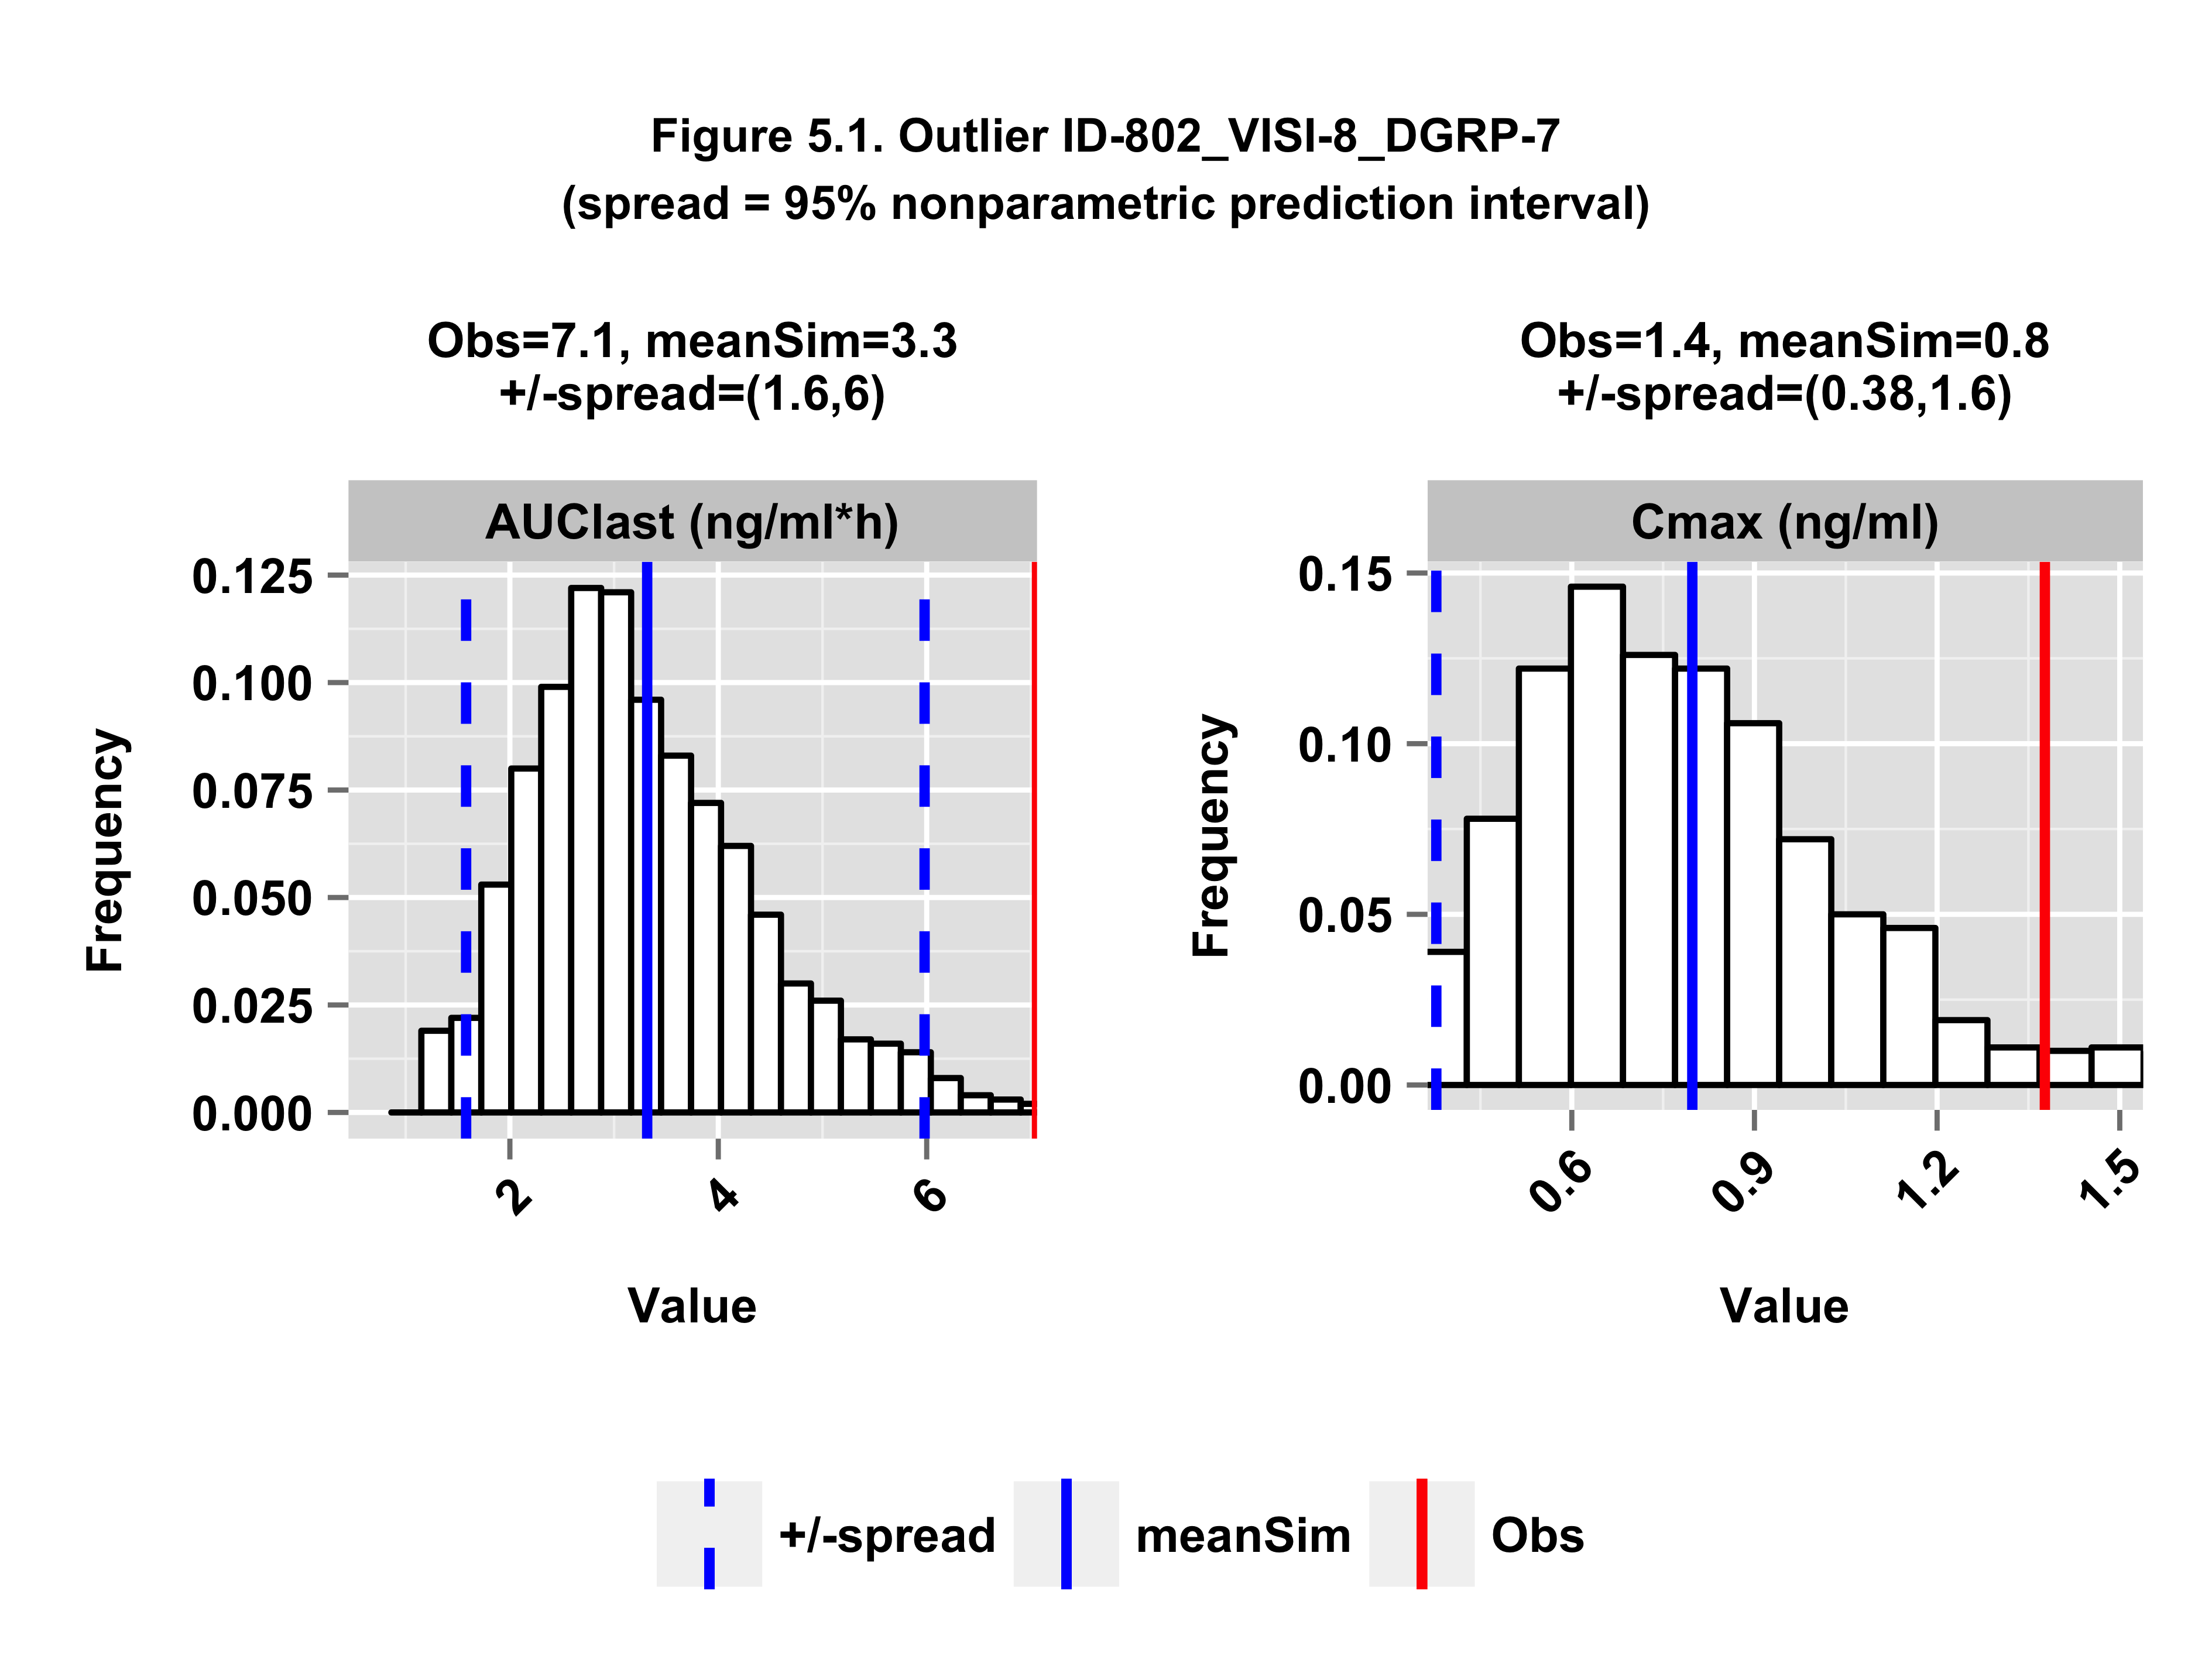 Figure 5.1. Outlier ID-802_VISI-8_DGRP-7
(spread = 95% nonparametric prediction interval)
Obs=7.1, meanSim=3.3
+/-spread=(1.6,6)
AUClast (ng/ml*h)
Frequency
0.125
0.100
0.075
0.050
0.025
0.000
2
4
6
Value
Obs=1.4, meanSim=0.8
+/-spread=(0.38,1.6)
Cmax (ng/ml)
Frequency
0.15
0.10
0.05
0.00
0.6
0.9
1.2
1.5
Value
+/-spread
meanSim
Obs